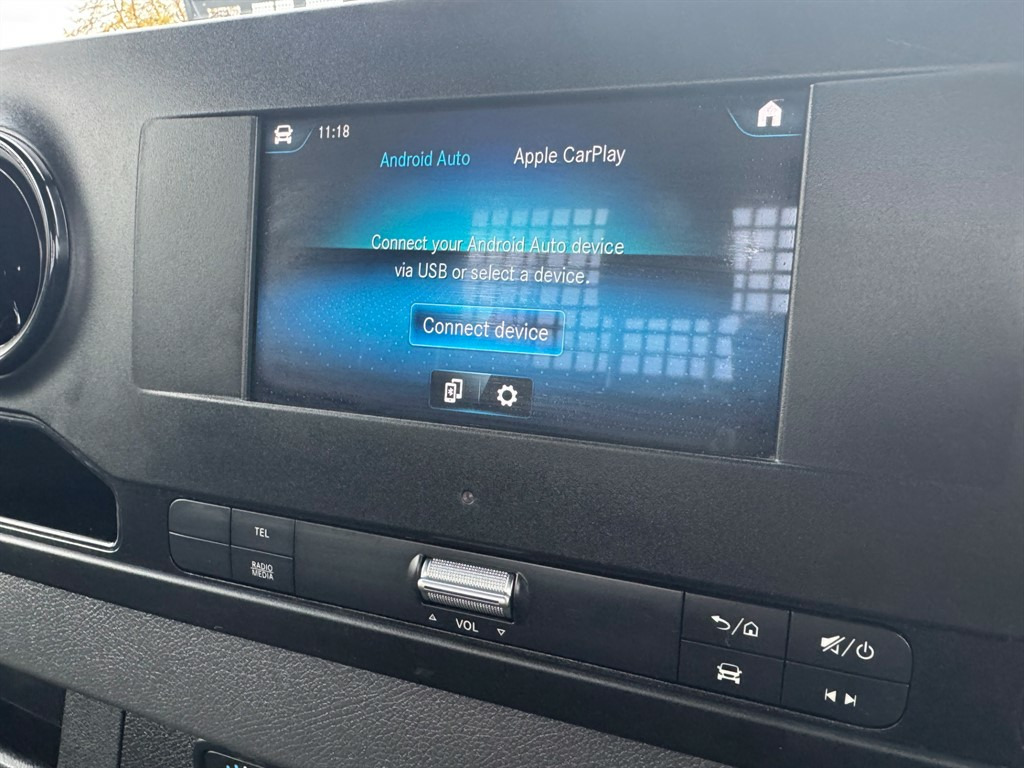 11:18
Android Auto
Apple CarPlay
Connect your Android Auto device
via USB or select a device.
Connect device
TEL
RADIO
MEDIA
VOL